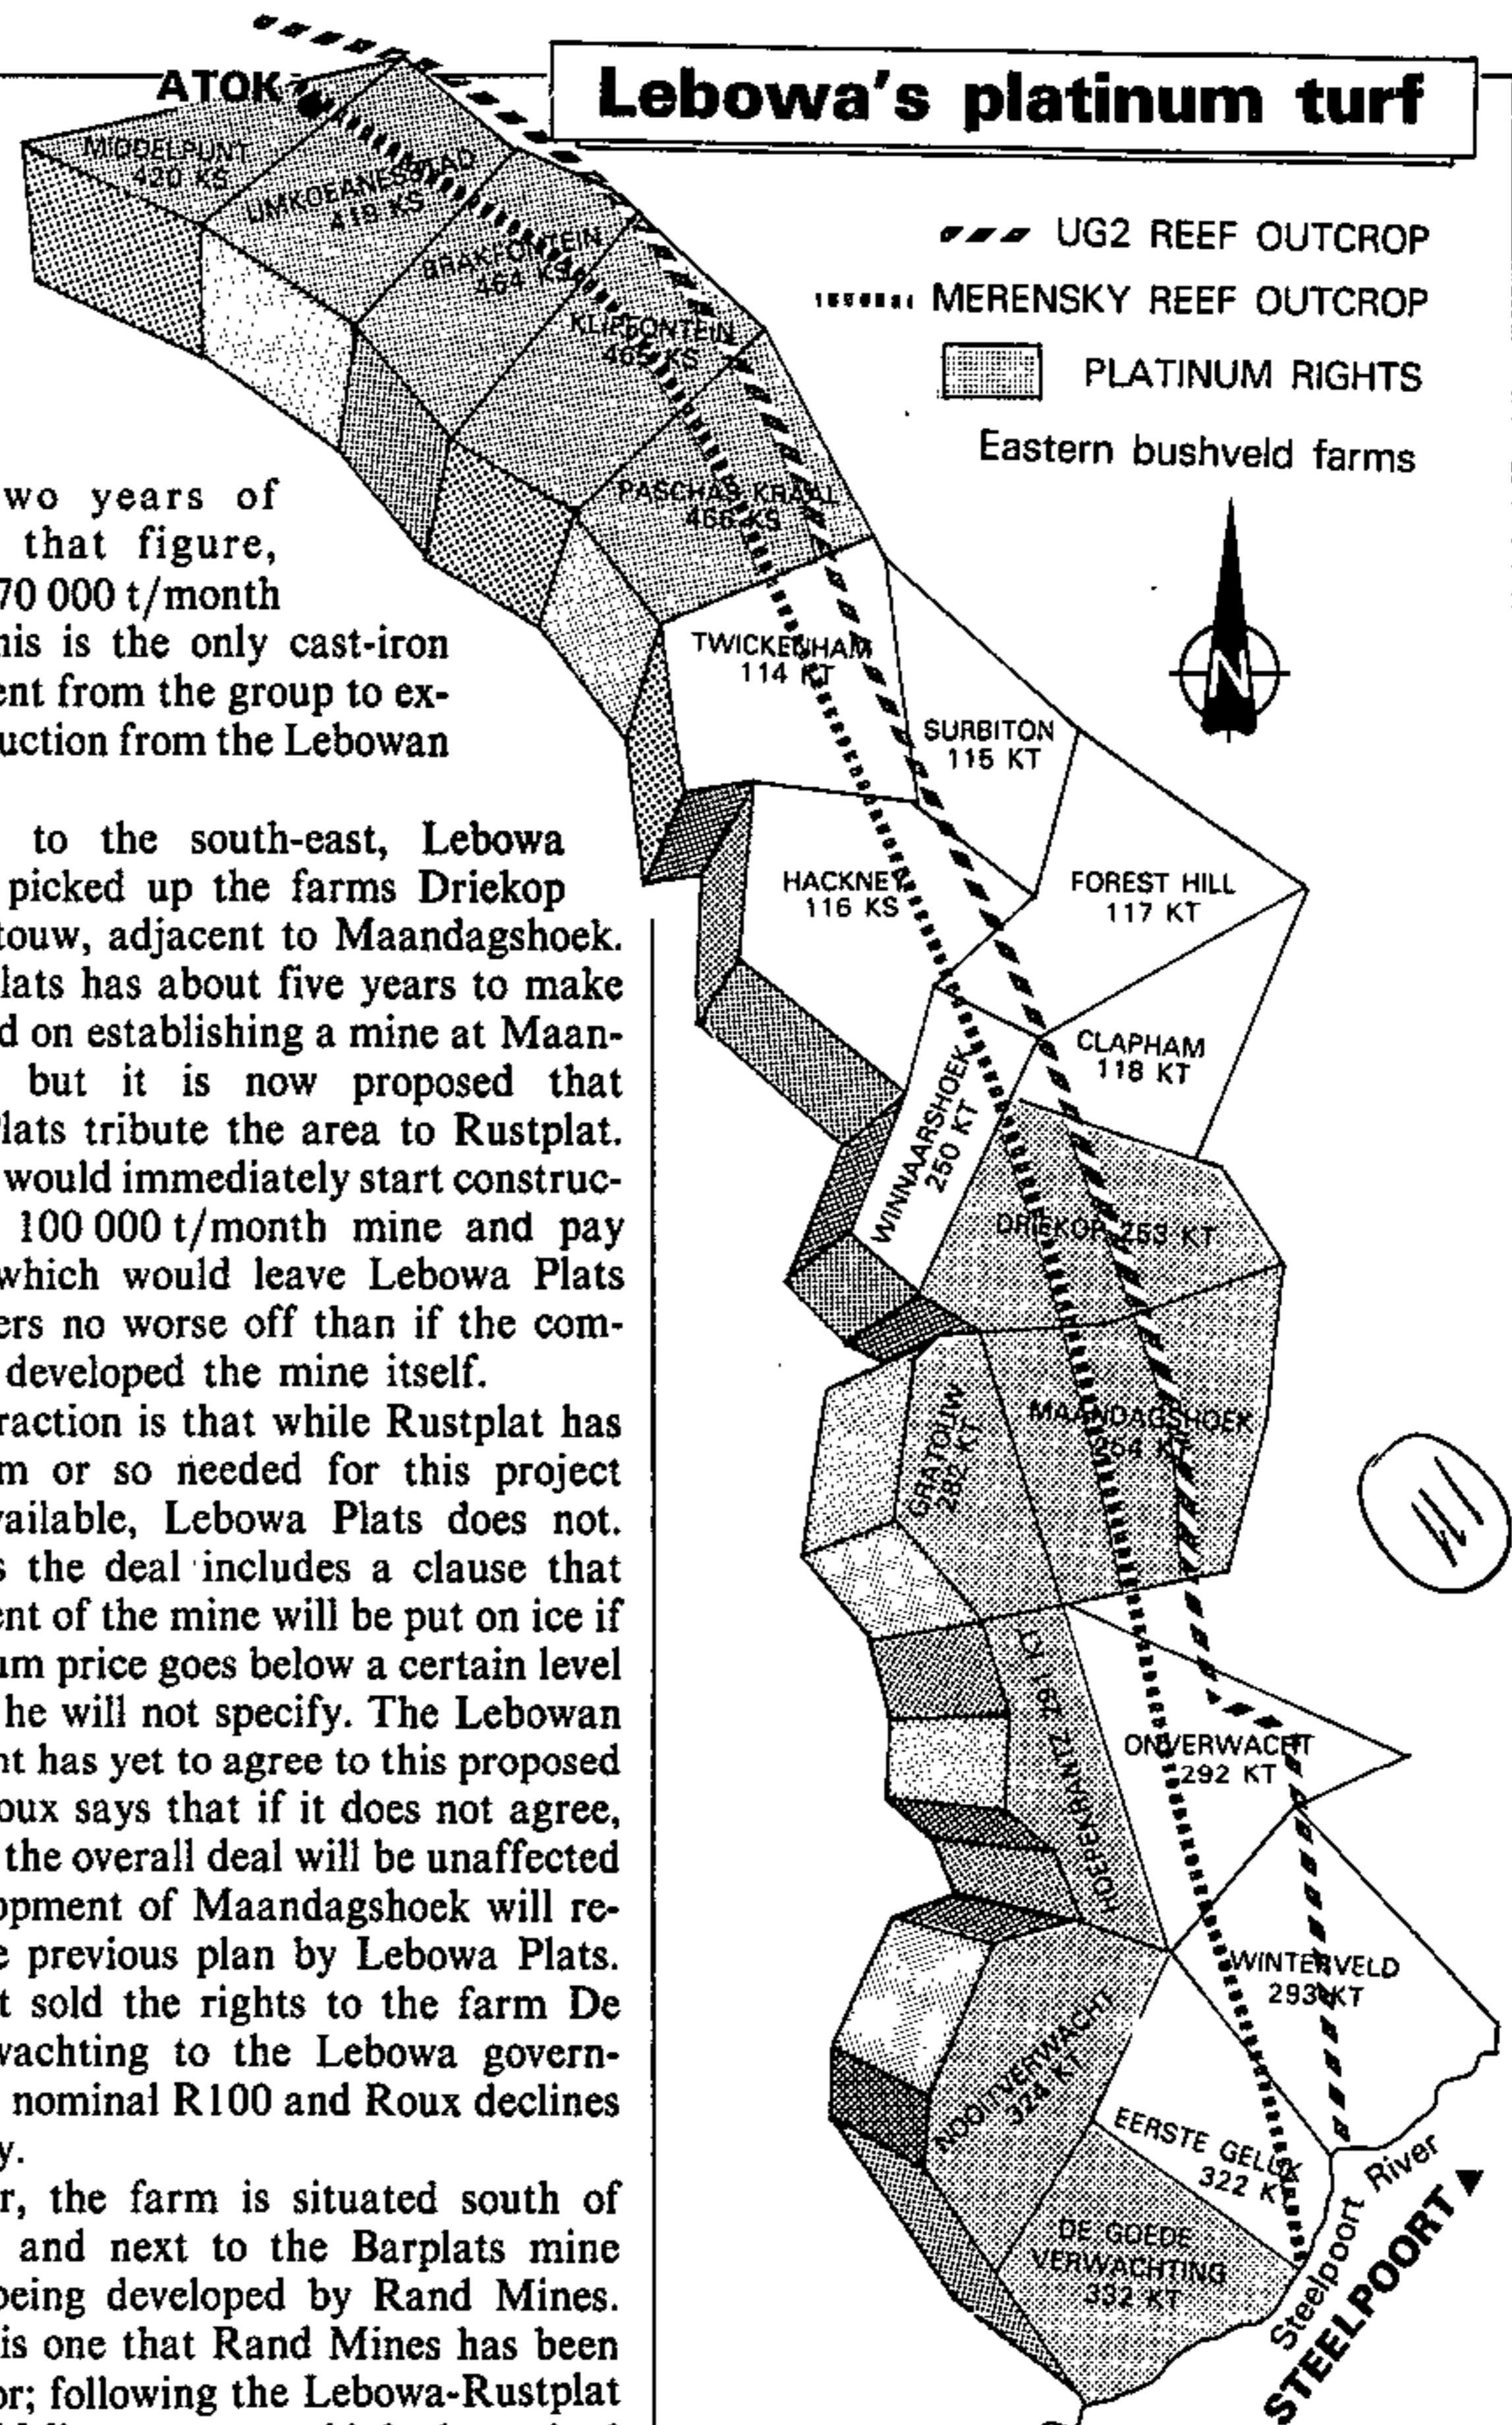 Lebowa's platinum turf
UG2 REEF OUTCROP
MERENSKY REEF OUTCROP
PLATINUM RIGHTS
Eastern bushveld farms
N
ATOK
MIDDELPUNT
420 KS
UMKOEANESSTAD
419 KS
BRAKFONTEIN
464 KS
KLIPFONTEIN
465 KS
PASCHAS KRAAL
466 KS
TWICKENHAM
114 KT
SURBITON
115 KT
HACKNEY
116 KS
FOREST HILL
117 KT
CLAPHAM
118 KT
WINNAARSHOEK
250 KT
DRIEKOP 253 KT
MAANDAGSHOEK
GRATOUW
282 KT
HOEPAKRANTZ 291 KT
ONVERWACHT
292 KT
WINTERVELD
293 KT
NOOITVERWACHT
324 KT
EERSTE GELUK
322 K
DE GOEDE
VERWACHTING
332 KT
Steelpoort River
STEELPOORT
wo years of
that figure,
70 000 t/month
his is the only cast-iron
ent from the group to ex-
uction from the Lebowan
to the south-east, Lebowa
picked up the farms Driekop
touw, adjacent to Maandagshoek.
lats has about five years to make
d on establishing a mine at Maan-
but it is now proposed that
lats tribute the area to Rustplat.
would immediately start construc-
100 000 t/month mine and pay
which would leave Lebowa Plats
ers no worse off than if the com-
developed the mine itself.
raction is that while Rustplat has
m or so needed for this project
vailable, Lebowa Plats does not.
s the deal includes a clause that
ent of the mine will be put on ice if
um price goes below a certain level
he will not specify. The Lebowan
nt has yet to agree to this proposed
oux says that if it does not agree,
the overall deal will be unaffected
opment of Maandagshoek will re-
e previous plan by Lebowa Plats.
t sold the rights to the farm De
wachting to the Lebowa govern-
nominal R100 and Roux declines
y.
r, the farm is situated south of
and next to the Barplats mine
being developed by Rand Mines.
is one that Rand Mines has been
or; following the Lebowa-Rustplat